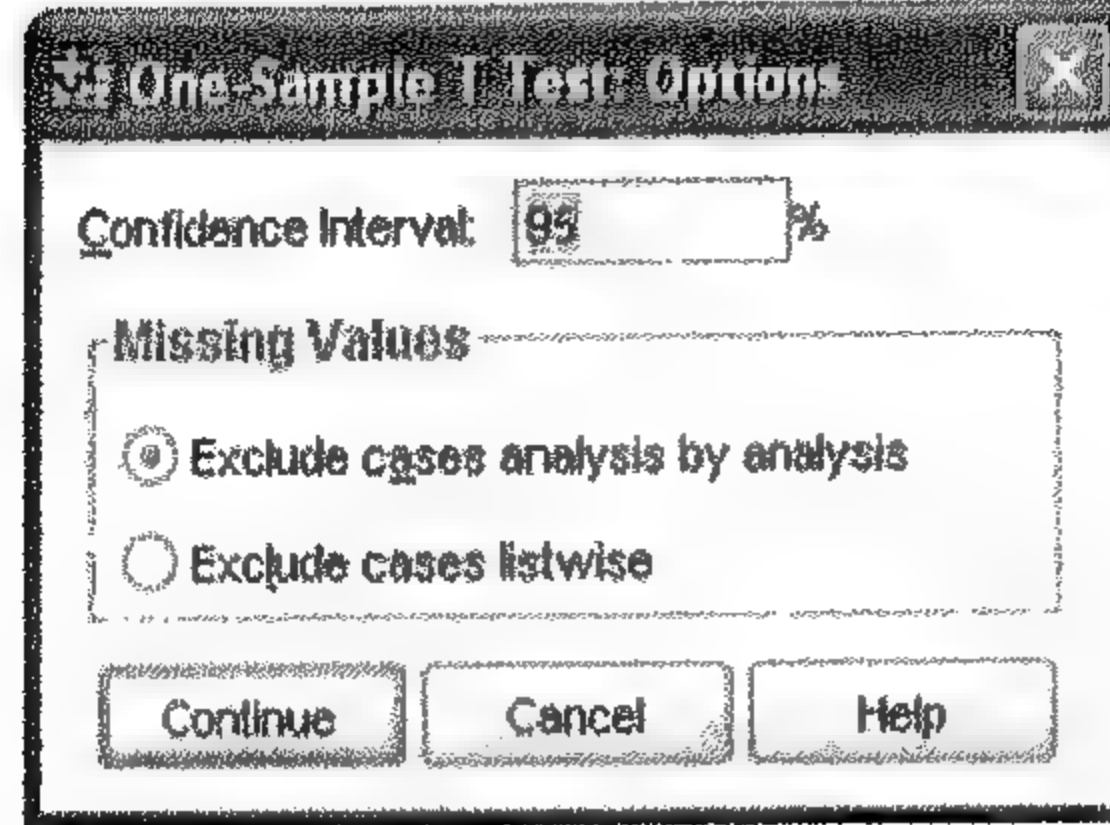 One-Sample T Test: Options
Confidence Interval: 95 %
Missing Values
Exclude cases analysis by analysis
Exclude cases listwise
Continue Cancel Help